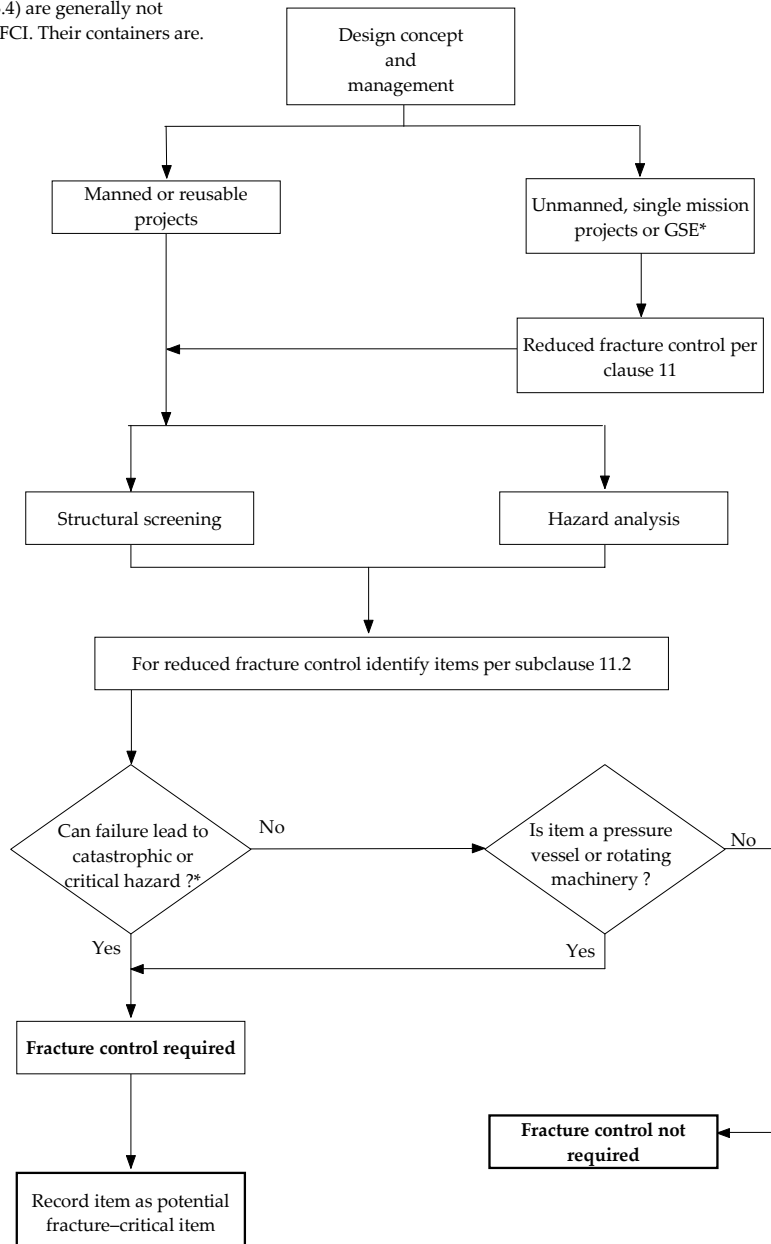 .4) are generally not
FCI. Their containers are.
Design concept
and
management
Manned or reusable
projects
Unmanned, single mission
projects or GSE*
Reduced fracture control per
clause 11
Structural screening
Hazard analysis
For reduced fracture control identify items per subclause 11.2
Can failure lead to
catastrophic or
critical hazard ?*
No
Is item a pressure
vessel or rotating
machinery ?
No
Yes
Yes
Fracture control required
Fracture control not
required
Record item as potential
fracture–critical item